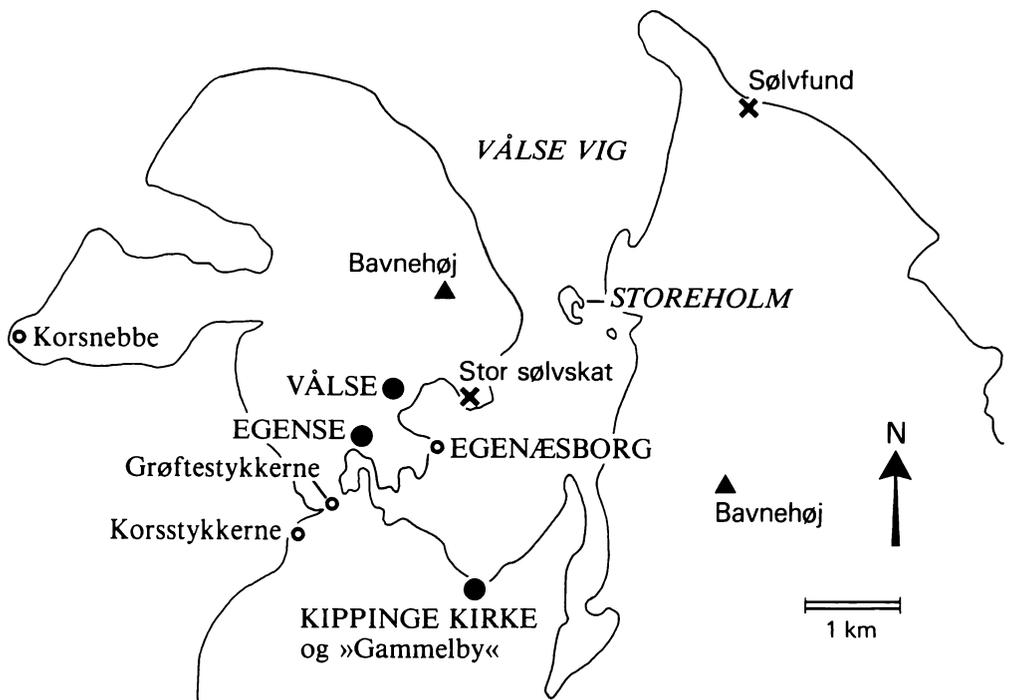 Sølvfund
VÅLSE VIG
Bavnehøj
STOREHOLM
Korsnebbe
Stor sølvskat
VÅLSE
EGENSE
EGENÆSBORG
N
Grøftestykkerne
Bavnehøj
Korsstykkerne
KIPPINGE KIRKE
og »Gammelby«
1 km